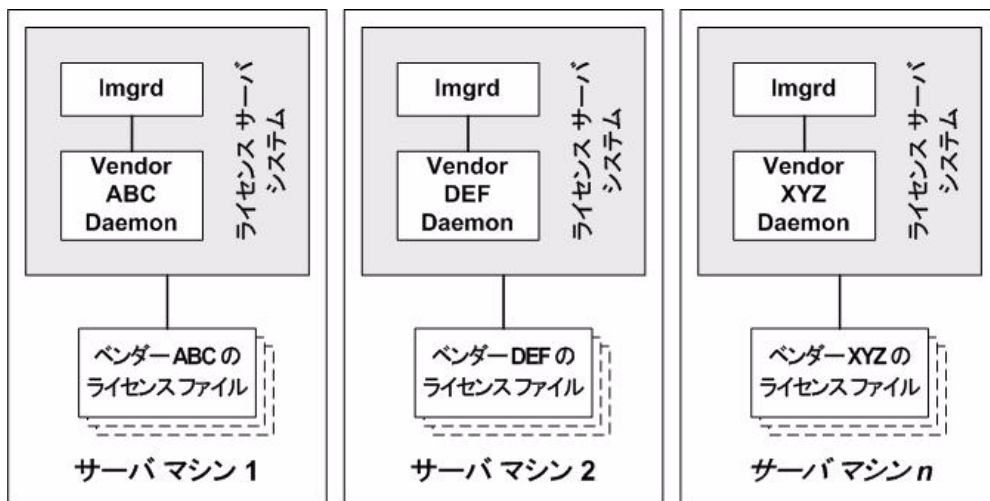 lmgrd
Vendor
ABC
Daemon
ライセンス サーバ
システム
ベンダー ABC の
ライセンス ファイル
サーバ マシン 1
lmgrd
Vendor
DEF
Daemon
ライセンス サーバ
システム
ベンダー DEF の
ライセンス ファイル
サーバ マシン 2
lmgrd
Vendor
XYZ
Daemon
ライセンス サーバ
システム
ベンダー XYZ の
ライセンス ファイル
サーバ マシン n